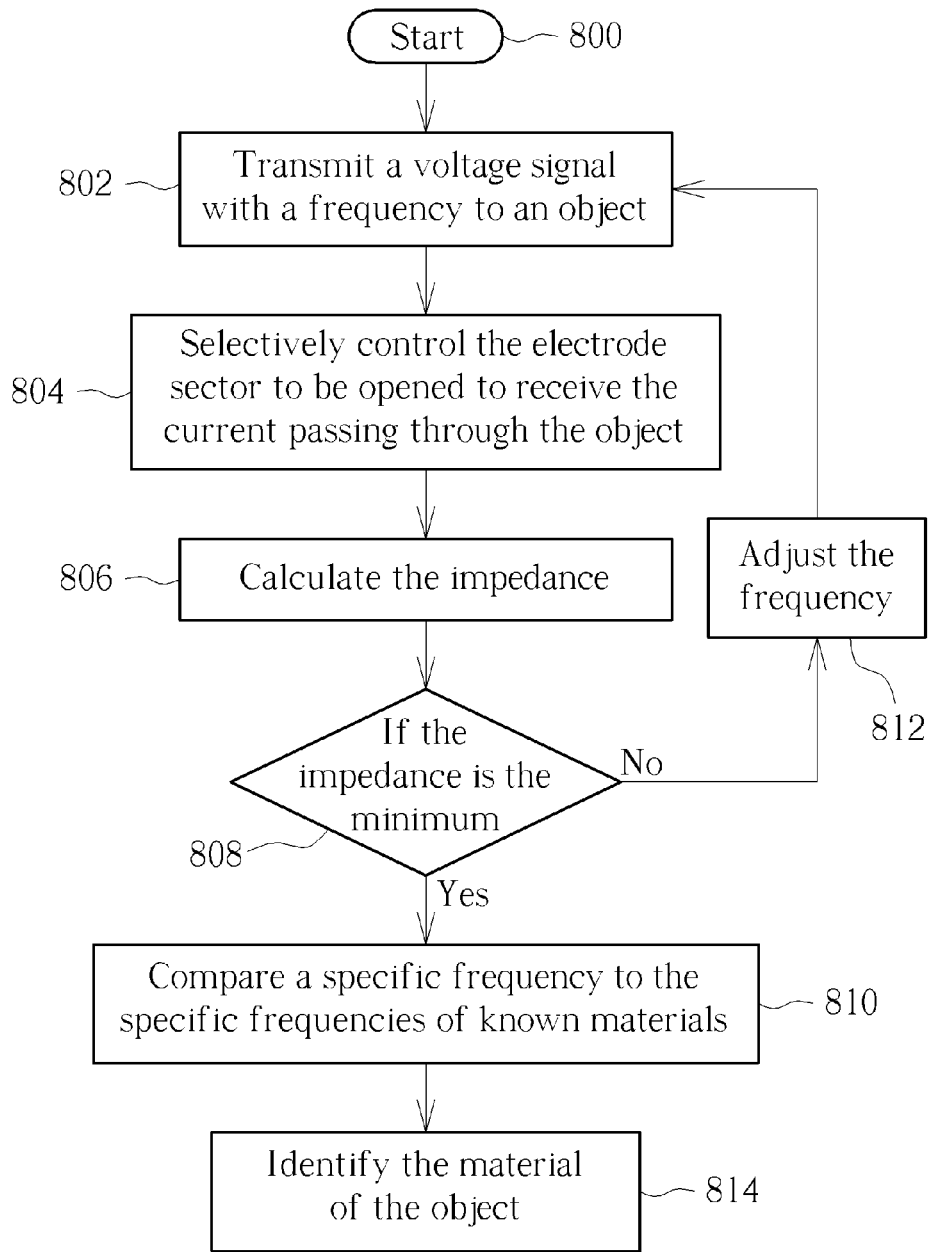 Start
800
802
Transmit a voltage signal
with a frequency to an object
804
Selectively control the electrode
sector to be opened to receive the
current passing through the object
806
Calculate the impedance
Adjust the
frequency
812
If the
impedance is the
minimum
808
No
Yes
Compare a specific frequency to the
specific frequencies of known materials
810
Identify the material
of the object
814